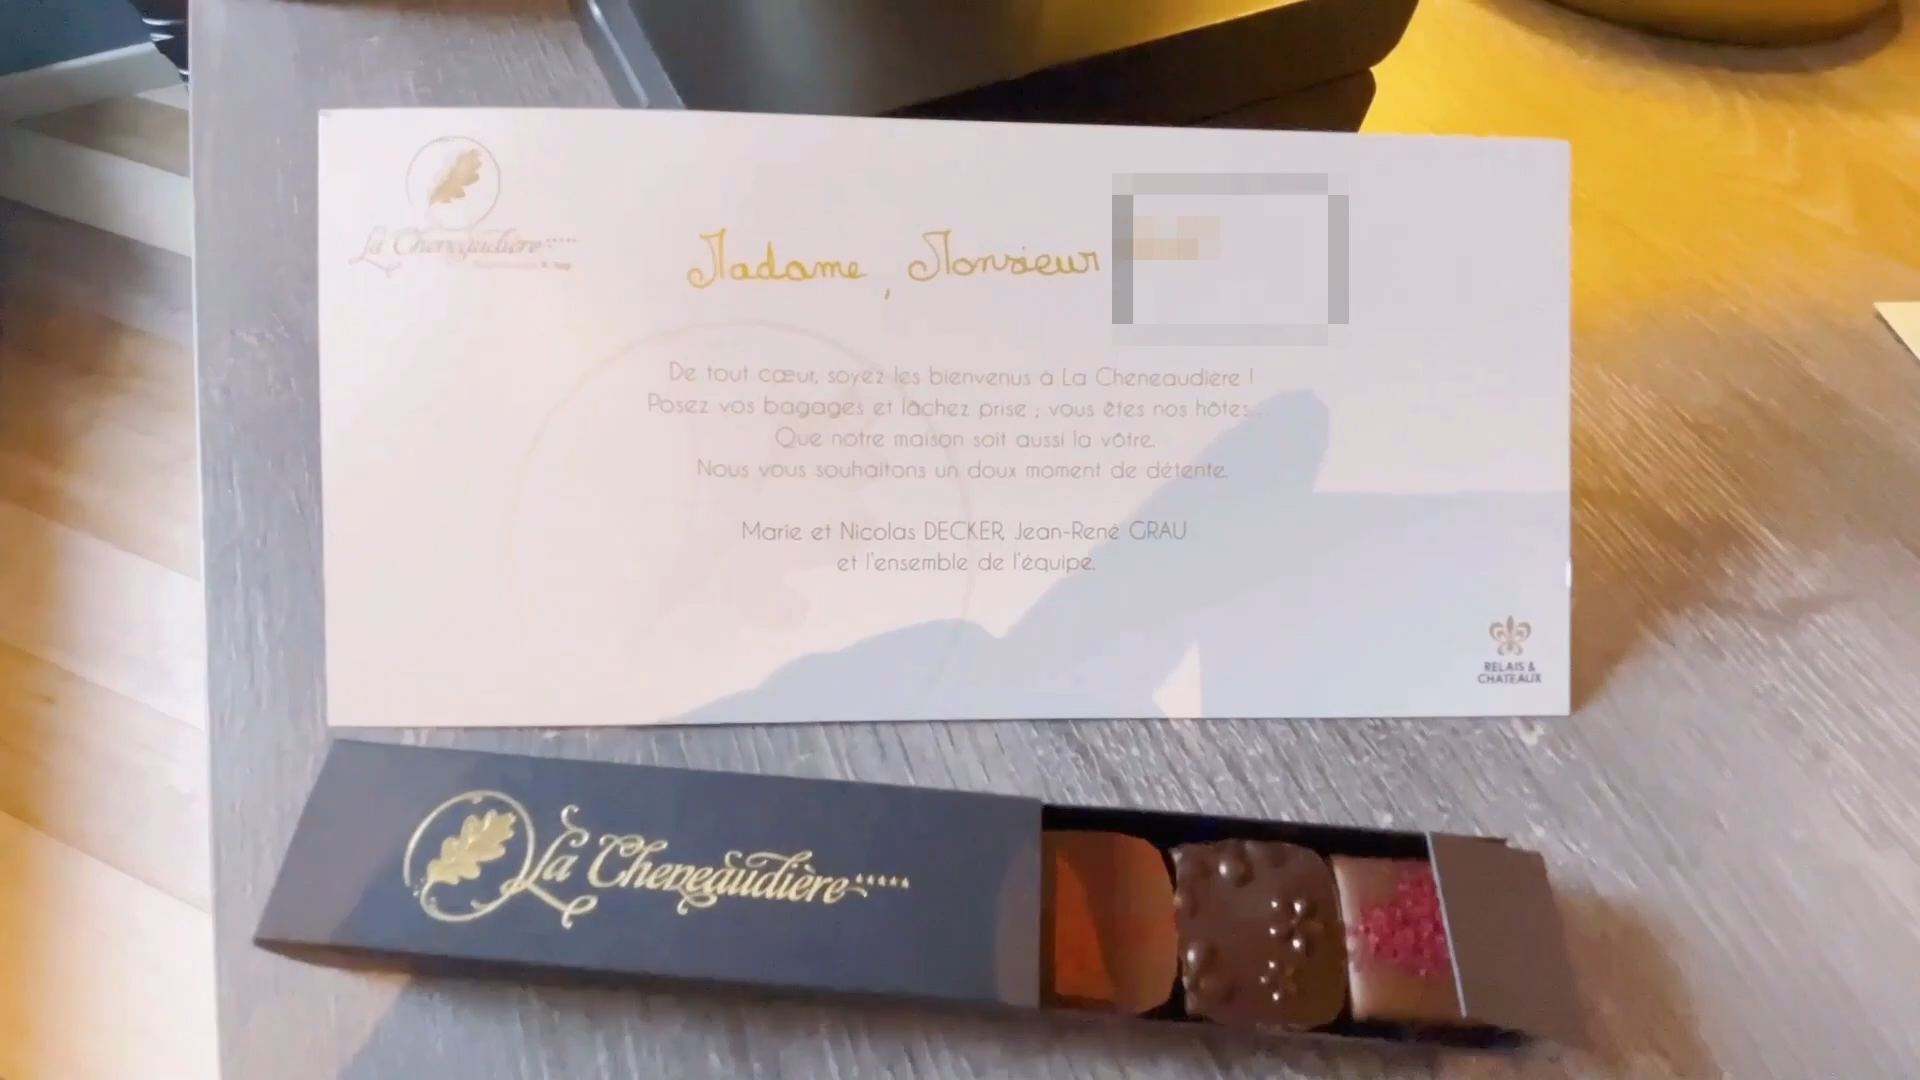 La Cheneaudière
Madame, Monsieur
De tout cœur, soyez les bienvenus à La Cheneaudière !
Posez vos bagages et lâchez prise ; vous êtes nos hôtes...
Que notre maison soit aussi la vôtre.
Nous vous souhaitons un doux moment de détente.
Marie et Nicolas DECKER, Jean-René GRAU
et l'ensemble de l'équipe.
RELAIS &
CHATEAUX
La Cheneaudière